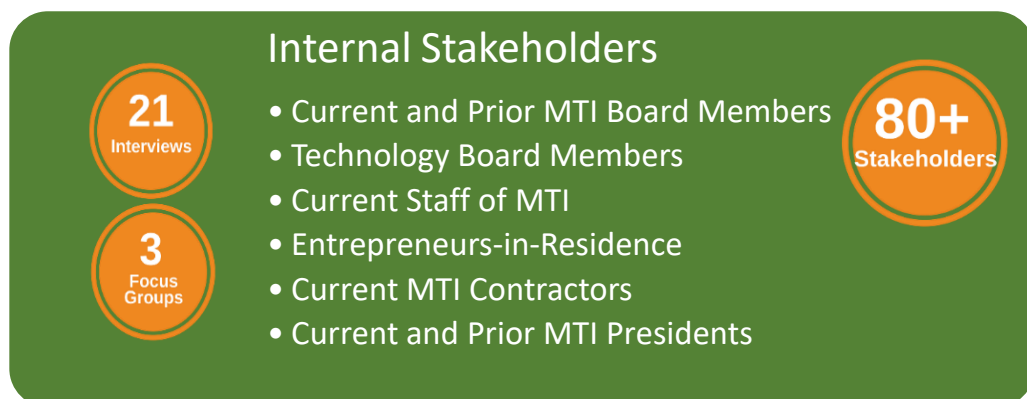 Internal Stakeholders
21
Interviews
3
Focus
Groups
• Current and Prior MTI Board Members
• Technology Board Members
• Current Staff of MTI
• Entrepreneurs-in-Residence
• Current MTI Contractors
• Current and Prior MTI Presidents
80+
Stakeholders